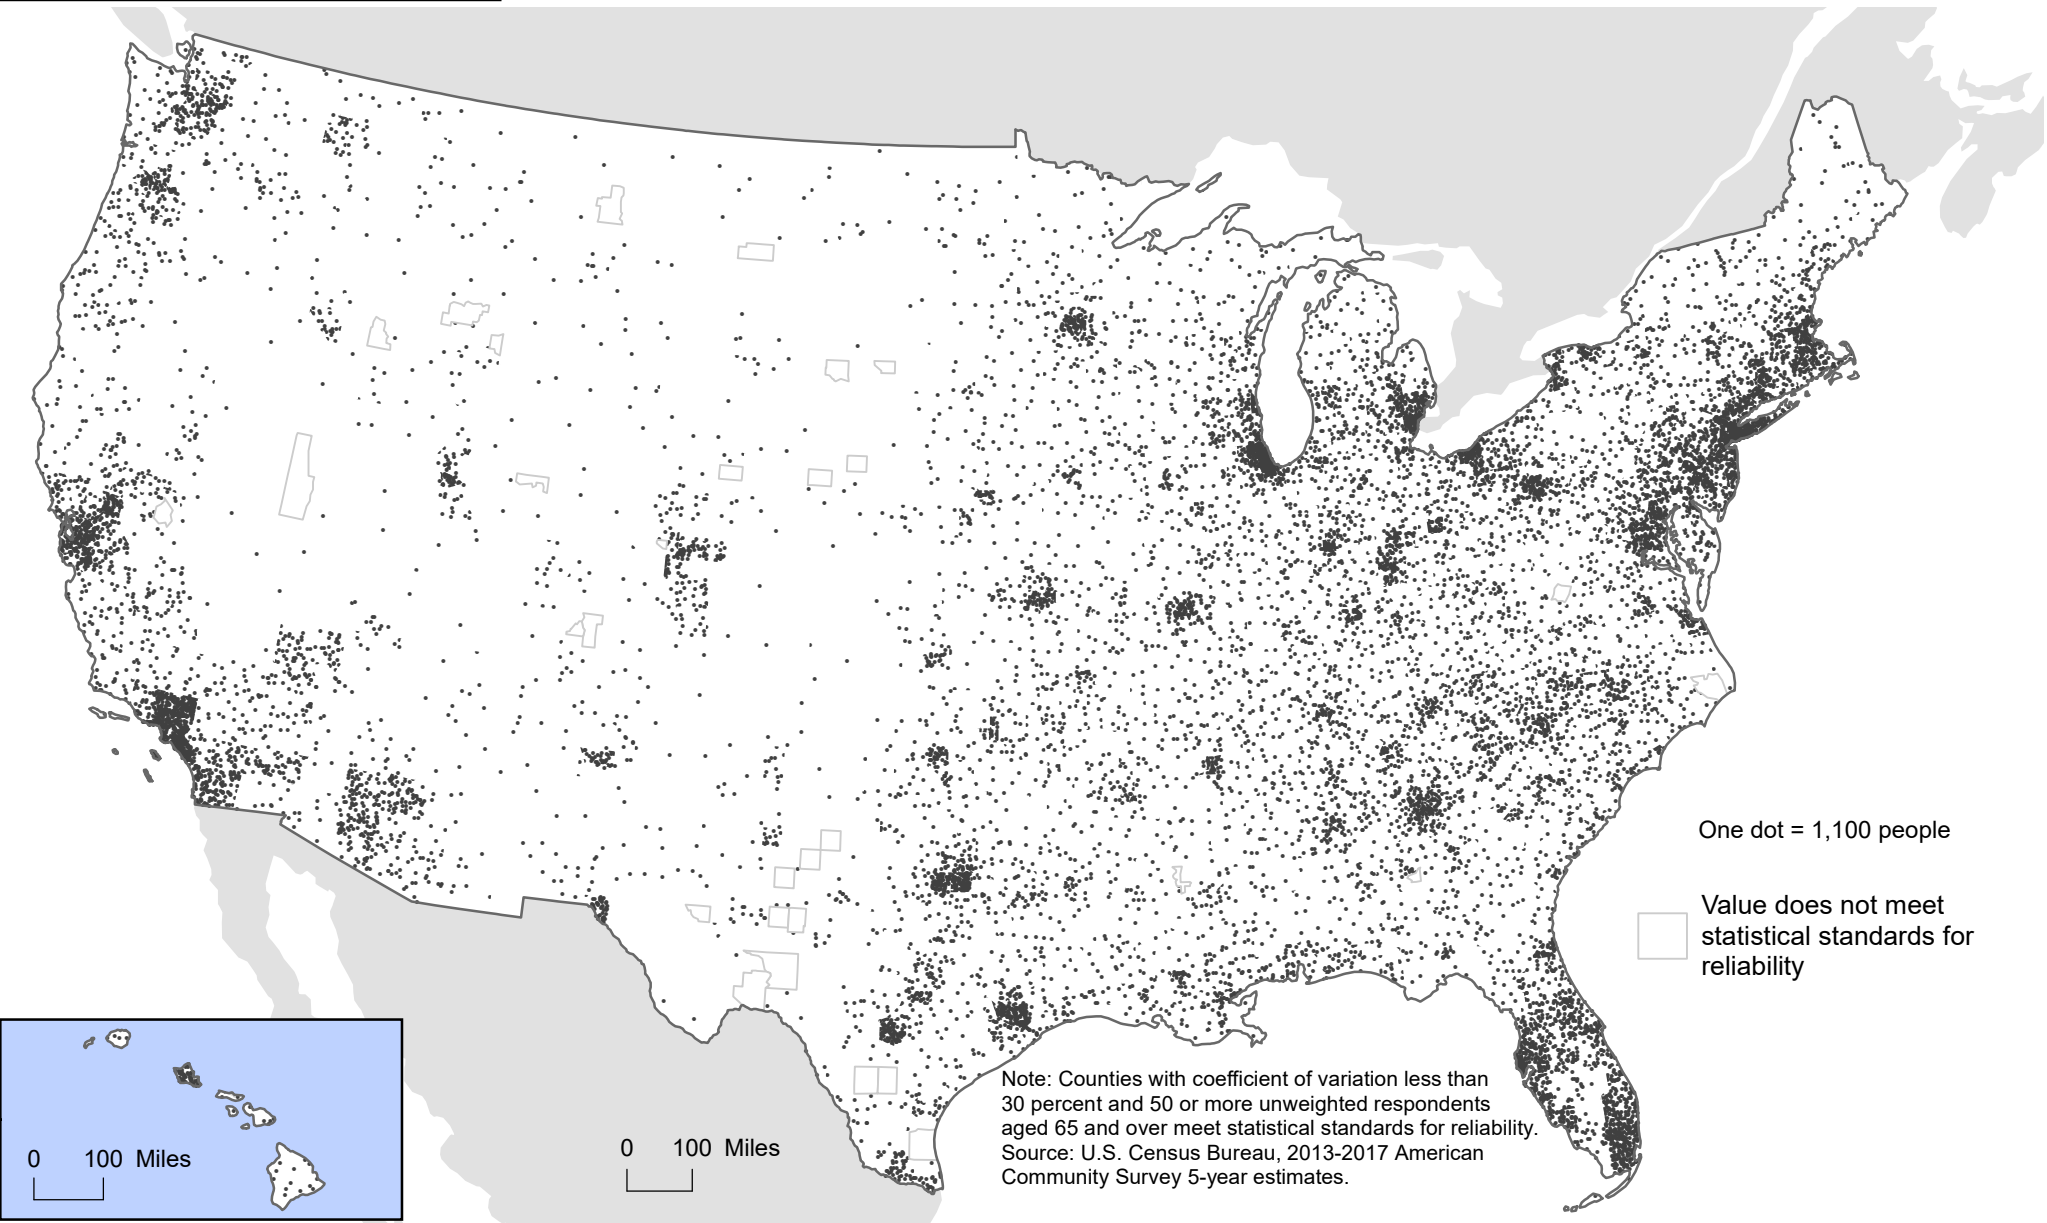 One dot = 1,100 people
Value does not meet
statistical standards for
reliability
Note: Counties with coefficient of variation less than
30 percent and 50 or more unweighted respondents
aged 65 and over meet statistical standards for reliability.
Source: U.S. Census Bureau, 2013-2017 American
Community Survey 5-year estimates.
0 100 Miles
0 100 Miles